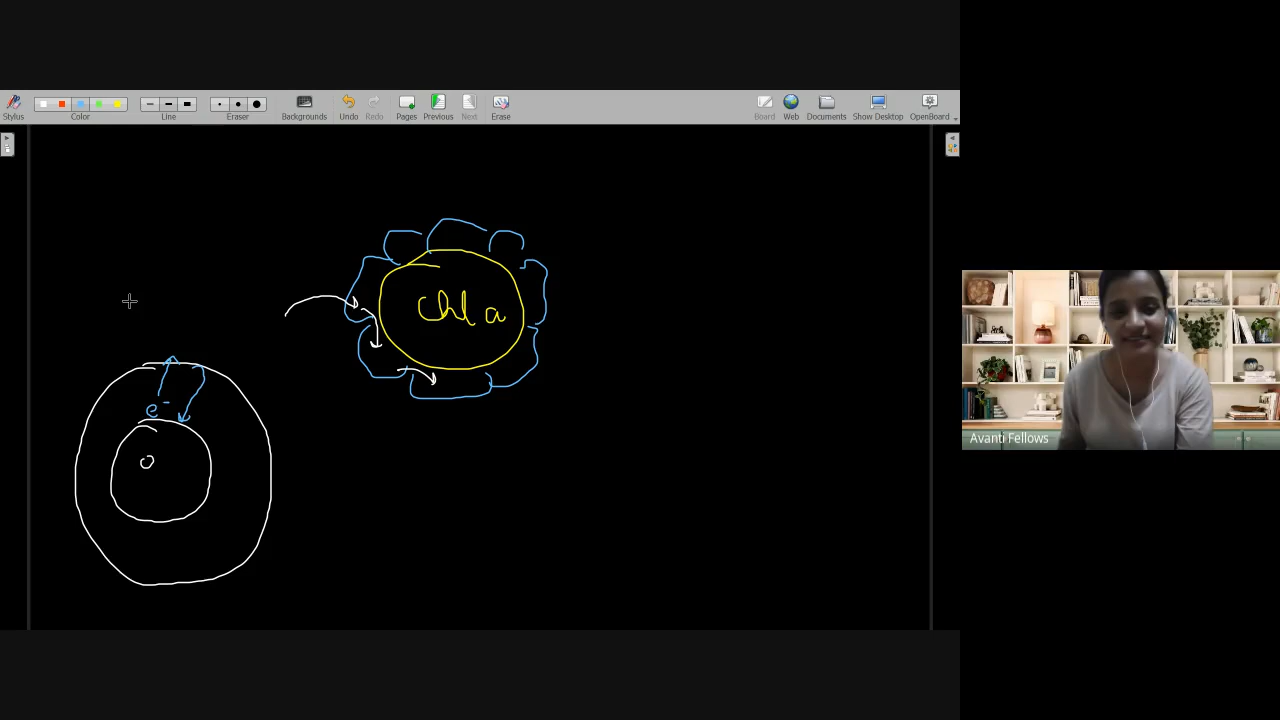 Stylus
Color
Line
Eraser
Backgrounds
Undo
Redo
Pages
Previous
Next
Erase
Board
Web
Documents
Show Desktop
OpenBoard
Chl a
e-
Avanti Fellows